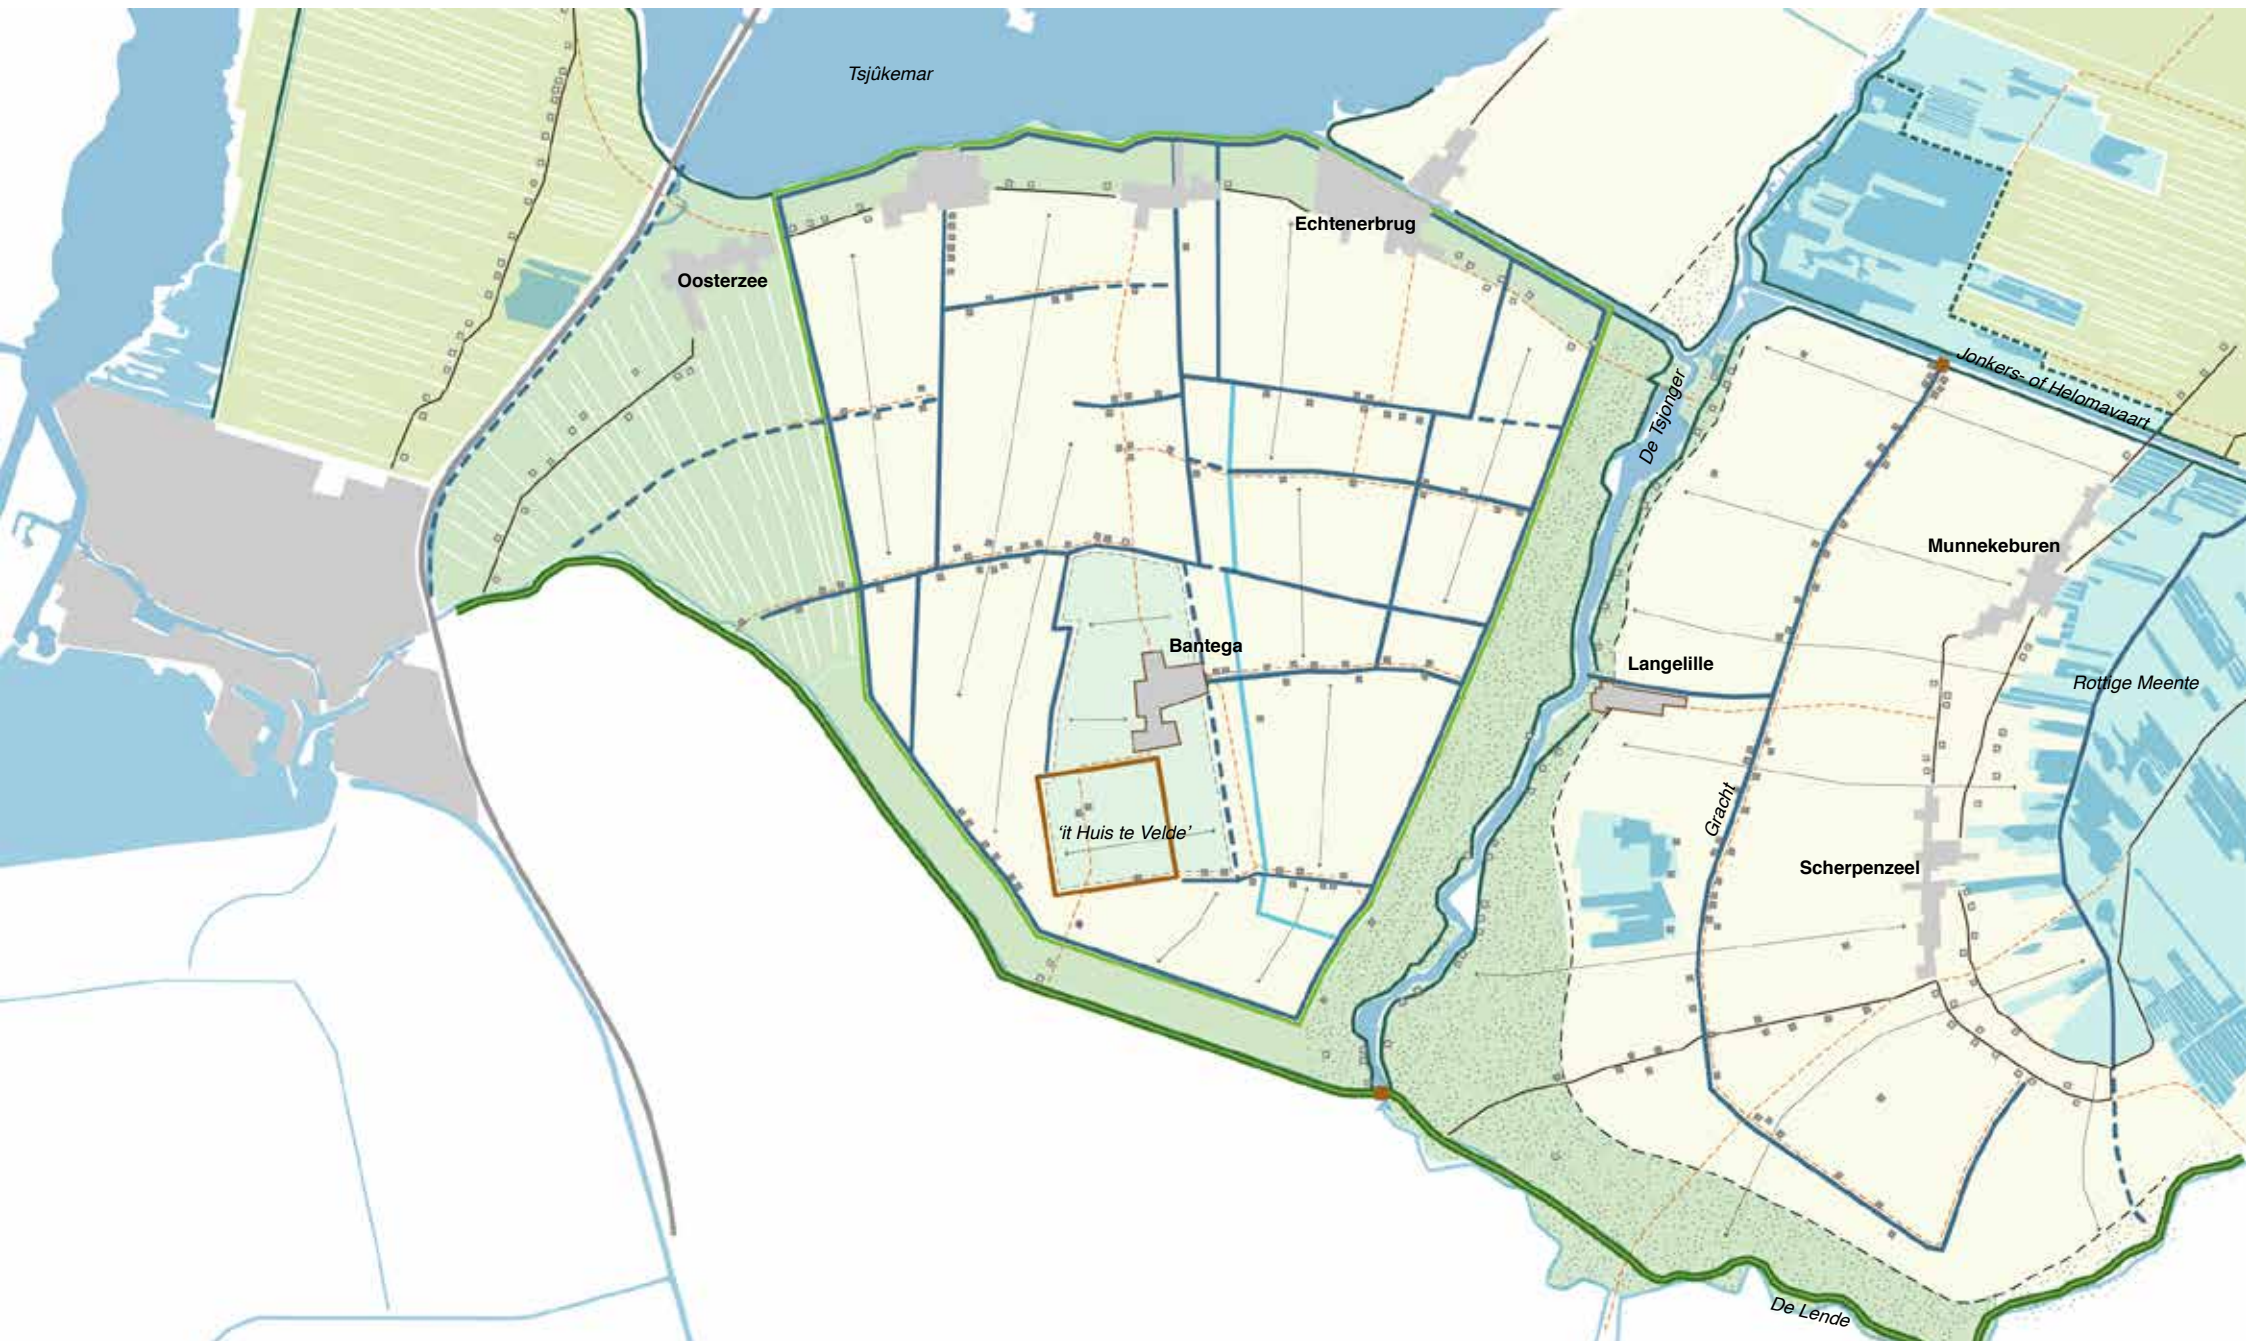 Tsjûkemar
Echtenerbrug
Oosterzee
Jonkers- of Helomavaart
De Tsjonger
Munnekeburen
Bantega
Langelille
Rottige Meente
Gracht
'it Huis te Velde'
Scherpenzeel
De Lende